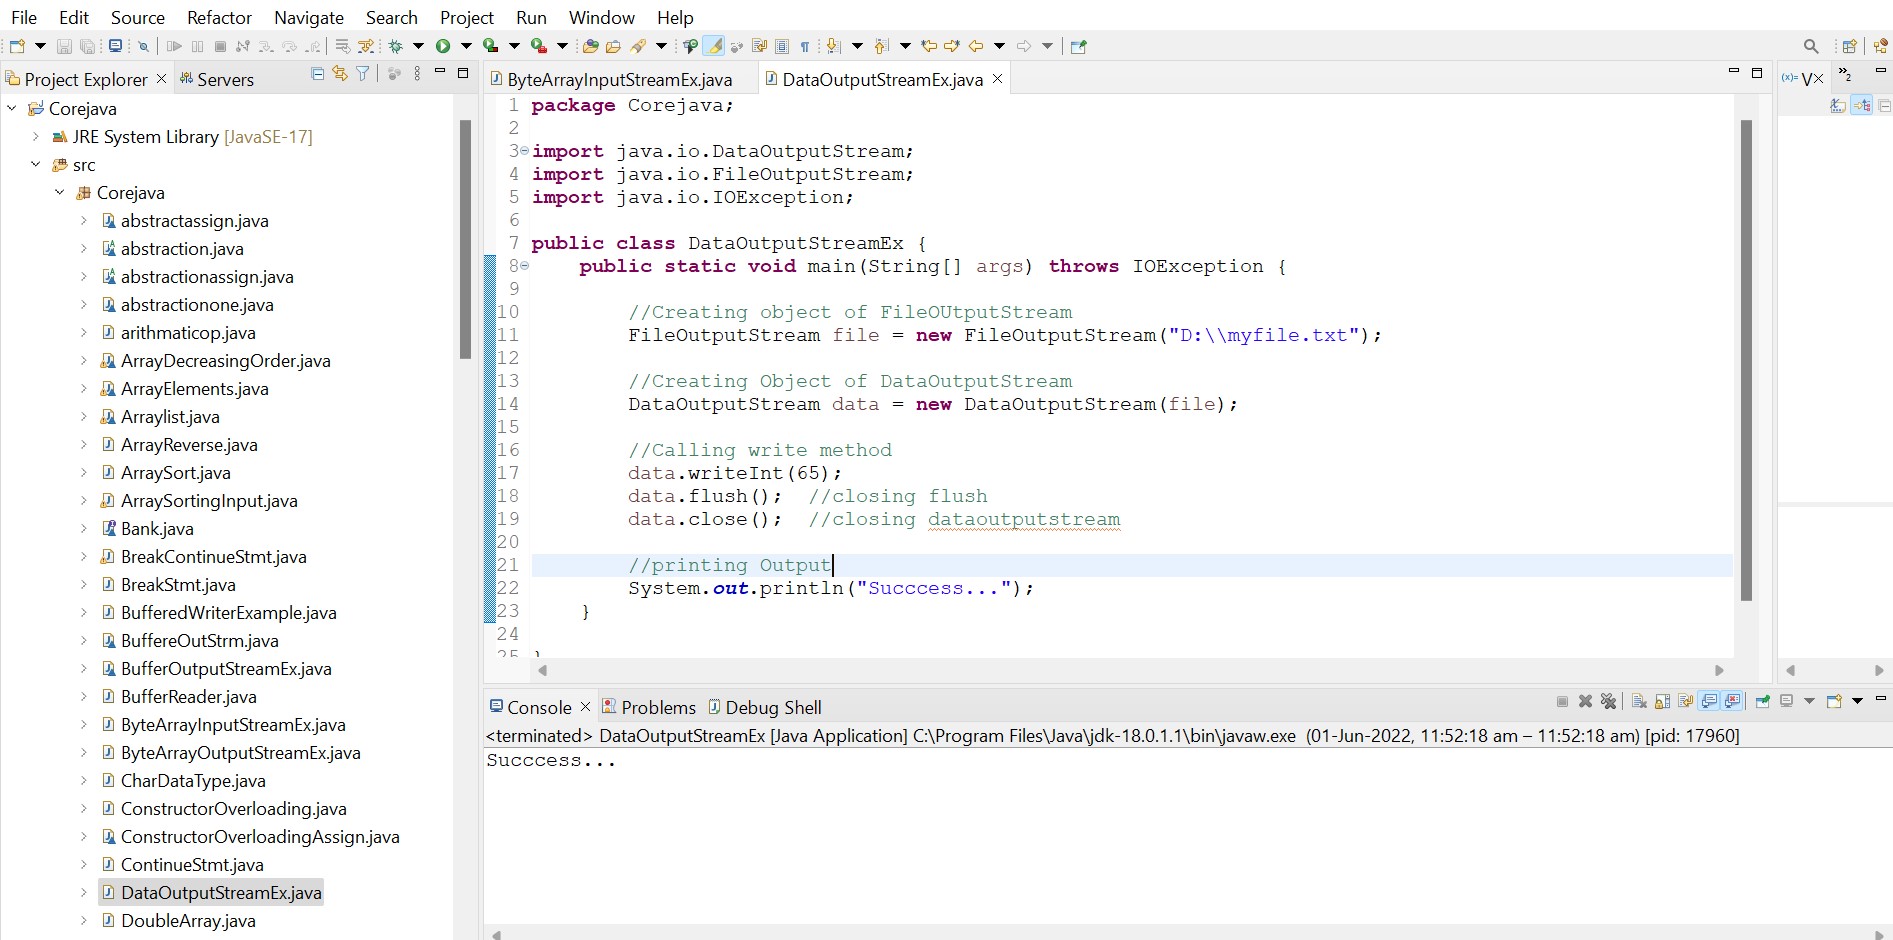 File Edit Source Refactor Navigate Search Project Run Window Help
Project Explorer
Servers
Corejava
JRE System Library [JavaSE-17]
src
Corejava
abstractassign.java
abstraction.java
abstractionassign.java
abstractionone.java
arithmaticop.java
ArrayDecreasingOrder.java
ArrayElements.java
Arraylist.java
ArrayReverse.java
ArraySort.java
ArraySortingInput.java
Bank.java
BreakContinueStmt.java
BreakStmt.java
BufferedWriterExample.java
BuffereOutStrm.java
BufferOutputStreamEx.java
BufferReader.java
ByteArrayInputStreamEx.java
ByteArrayOutputStreamEx.java
CharDataType.java
ConstructorOverloading.java
ConstructorOverloadingAssign.java
ContinueStmt.java
DataOutputStreamEx.java
DoubleArray.java
ByteArrayInputStreamEx.java
DataOutputStreamEx.java
1 package Corejava;
2
3 import java.io.DataOutputStream;
4 import java.io.FileOutputStream;
5 import java.io.IOException;
6
7 public class DataOutputStreamEx {
8 public static void main(String[] args) throws IOException {
9
10 //Creating object of FileOUtputStream
11 FileOutputStream file = new FileOutputStream("D:\\myfile.txt");
12
13 //Creating Object of DataOutputStream
14 DataOutputStream data = new DataOutputStream(file);
15
16 //Calling write method
17 data.writeInt(65);
18 data.flush(); //closing flush
19 data.close(); //closing dataoutputstream
20
21 //printing Output
22 System.out.println("Succcess...");
23 }
24
25 }
(x)= V
»2
Console
Problems
Debug Shell
<terminated> DataOutputStreamEx [Java Application] C:\Program Files\Java\jdk-18.0.1.1\bin\javaw.exe (01-Jun-2022, 11:52:18 am – 11:52:18 am) [pid: 17960]
Succcess...